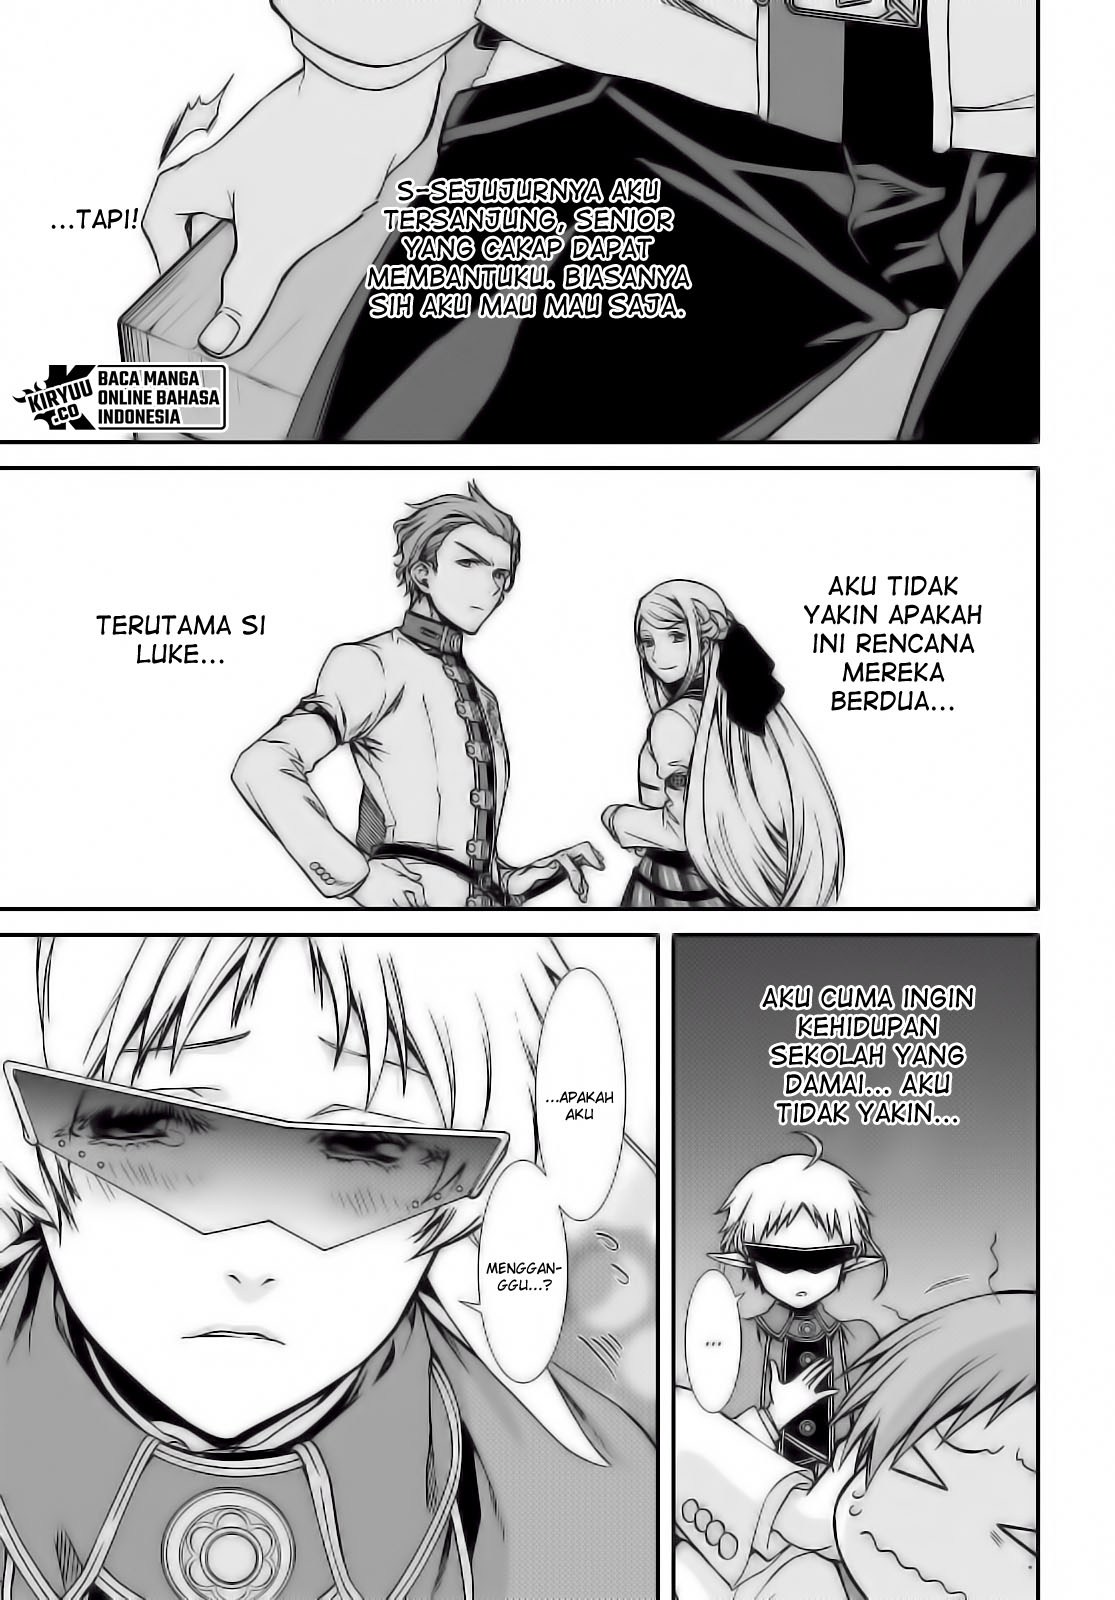 S-SEJUJURNYA AKU
TERSANJUNG, SENIOR
YANG CAKAP DAPAT
MEMBANTUKU. BIASANYA
SIH AKU MAU MAU SAJA.
...TAPI!
KIRYUU
.CO
BACA MANGA
ONLINE BAHASA
INDONESIA
AKU TIDAK
YAKIN APAKAH
INI RENCANA
MEREKA
BERDUA...
TERUTAMA SI
LUKE...
AKU CUMA INGIN
KEHIDUPAN
SEKOLAH YANG
DAMAI... AKU
TIDAK YAKIN...
...
...APAKAH
AKU
MENGGAN-
GGU...?